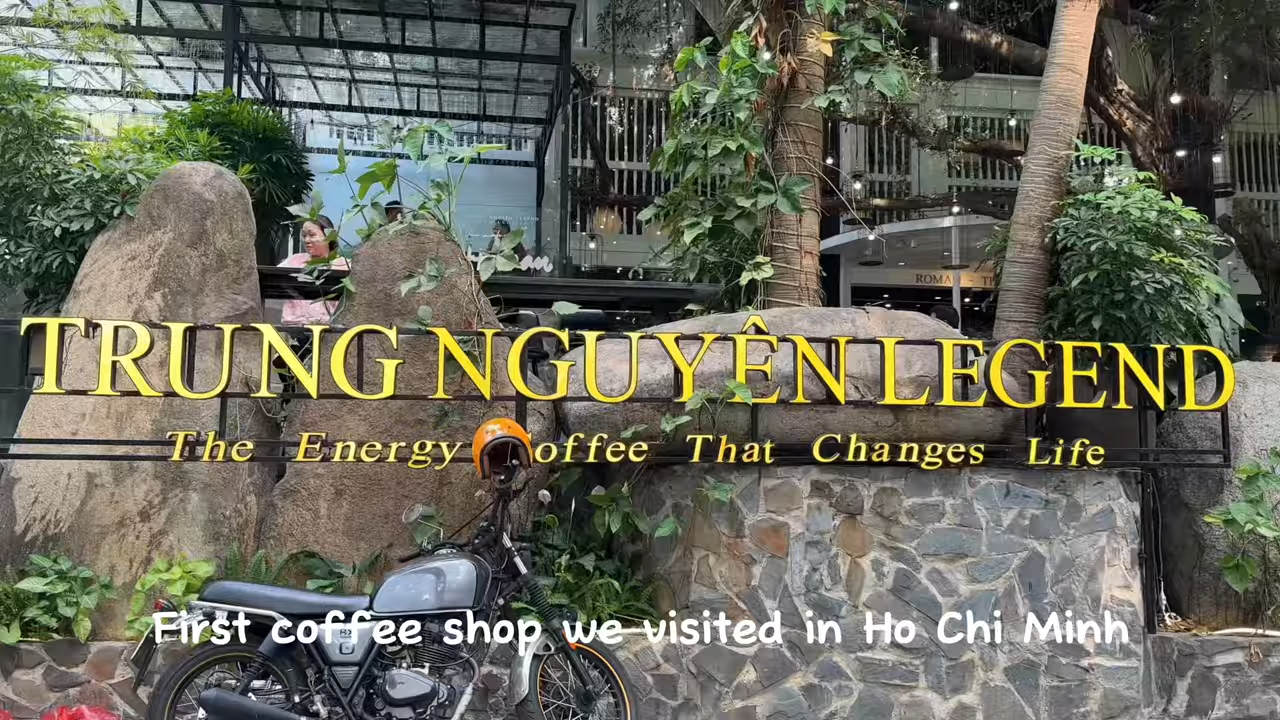 TRUNG NGUYÊN LEGEND
The Energy offee That Changes Life
First coffee shop we visited in Ho Chi Minh